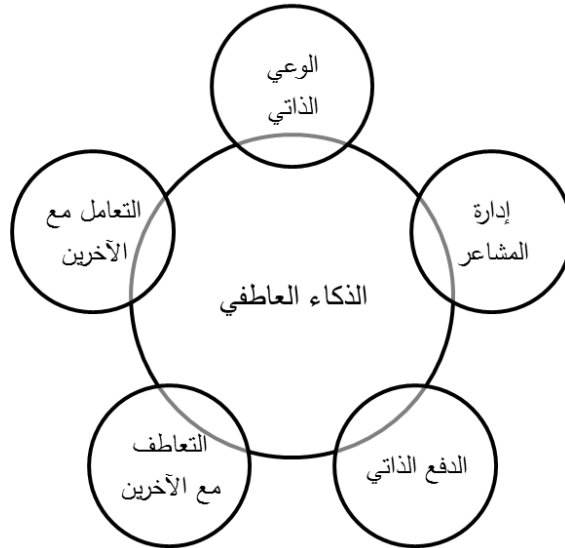 الوعي
الذاتي
إدارة
المشاعر
التعامل مع
الآخرين
الذكاء العاطفي
الدفع الذاتي
التعاطف
مع الآخرين